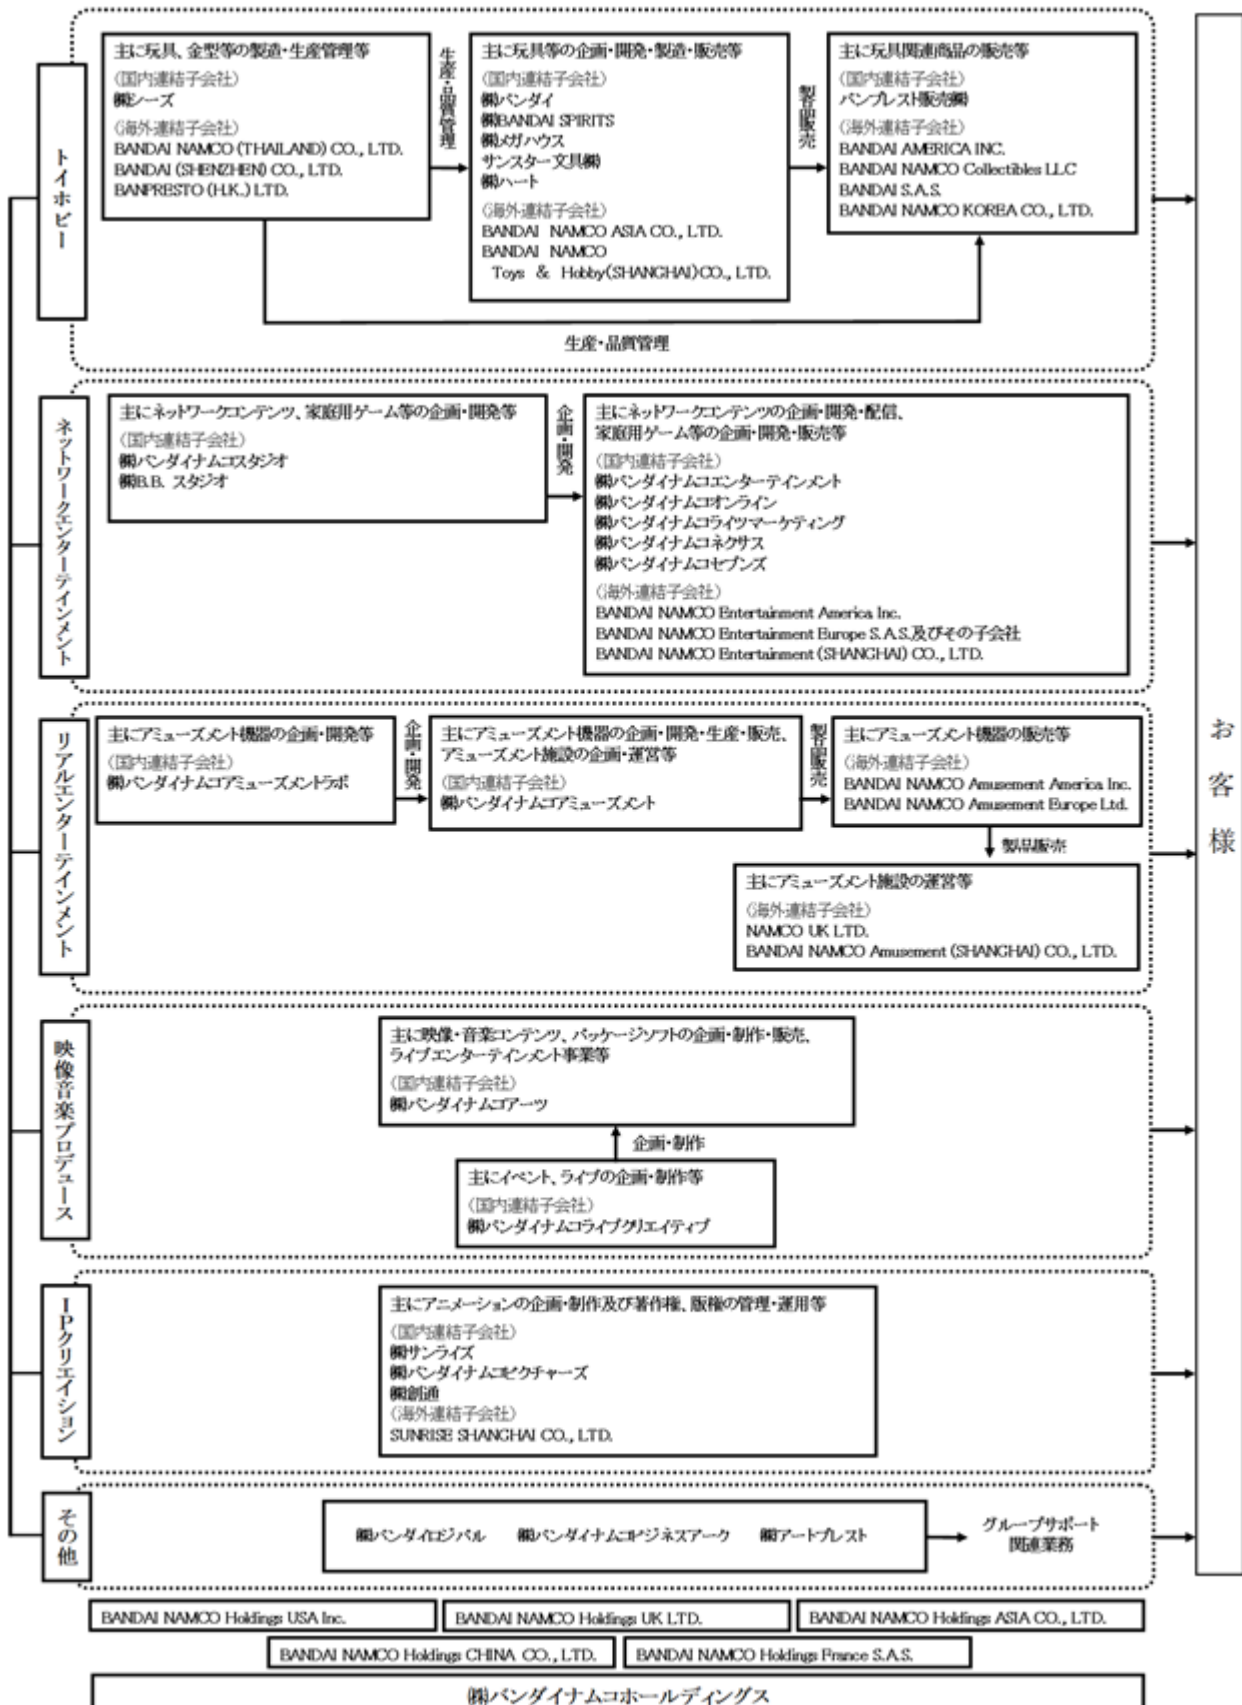 トイホビー
主に玩具、金型等の製造・生産管理等
(国内連結子会社)
㈱シーズ
(海外連結子会社)
BANDAI NAMCO (THAILAND) CO., LTD.
BANDAI (SHENZHEN) CO., LTD.
BANPRESTO (H.K.) LTD.
生産・品質管理
主に玩具等の企画・開発・製造・販売等
(国内連結子会社)
㈱バンダイ
㈱BANDAI SPIRITS
㈱メガハウス
サンスター文具㈱
㈱ハート
(海外連結子会社)
BANDAI NAMCO ASIA CO., LTD.
BANDAI NAMCO
Toys & Hobby(SHANGHAI)CO., LTD.
製品販売
主に玩具関連商品の販売等
(国内連結子会社)
バンプレスト販売㈱
(海外連結子会社)
BANDAI AMERICA INC.
BANDAI NAMCO Collectibles LLC
BANDAI S.A.S.
BANDAI NAMCO KOREA CO., LTD.
生産・品質管理
ネットワークエンターテインメント
主にネットワークコンテンツ、家庭用ゲーム等の企画・開発等
(国内連結子会社)
㈱バンダイナムコスタジオ
㈱B.B. スタジオ
企画・開発
主にネットワークコンテンツの企画・開発・配信、
家庭用ゲーム等の企画・開発・販売等
(国内連結子会社)
㈱バンダイナムコエンターテインメント
㈱バンダイナムコオンライン
㈱バンダイナムコライツマーケティング
㈱バンダイナムコネクサス
㈱バンダイナムコセブンズ
(海外連結子会社)
BANDAI NAMCO Entertainment America Inc.
BANDAI NAMCO Entertainment Europe S.A.S.及びその子会社
BANDAI NAMCO Entertainment (SHANGHAI) CO., LTD.
リアルエンターテインメント
主にアミューズメント機器の企画・開発等
(国内連結子会社)
㈱バンダイナムコアミューズメントラボ
企画・開発
主にアミューズメント機器の企画・開発・生産・販売、
アミューズメント施設の企画・運営等
(国内連結子会社)
㈱バンダイナムコアミューズメント
製品販売
主にアミューズメント機器の販売等
(海外連結子会社)
BANDAI NAMCO Amusement America Inc.
BANDAI NAMCO Amusement Europe Ltd.
製品販売
主にアミューズメント施設の運営等
(海外連結子会社)
NAMCO UK LTD.
BANDAI NAMCO Amusement (SHANGHAI) CO., LTD.
お客様
映像音楽プロデュース
主に映像・音楽コンテンツ、パッケージソフトの企画・制作・販売、
ライブエンターテインメント事業等
(国内連結子会社)
㈱バンダイナムコアーツ
企画・制作
主にイベント、ライブの企画・制作等
(国内連結子会社)
㈱バンダイナムコライブクリエイティブ
IPクリエイション
主にアニメーションの企画・制作及び著作権、版権の管理・運用等
(国内連結子会社)
㈱サンライズ
㈱バンダイナムコピクチャーズ
㈱創通
(海外連結子会社)
SUNRISE SHANGHAI CO., LTD.
その他
㈱バンダイロジパル ㈱バンダイナムコビジネスアーク ㈱アートプレスト
グループサポート
関連業務
BANDAI NAMCO Holdings USA Inc.
BANDAI NAMCO Holdings UK LTD.
BANDAI NAMCO Holdings ASIA CO., LTD.
BANDAI NAMCO Holdings CHINA CO., LTD.
BANDAI NAMCO Holdings France S.A.S.
㈱バンダイナムコホールディングス